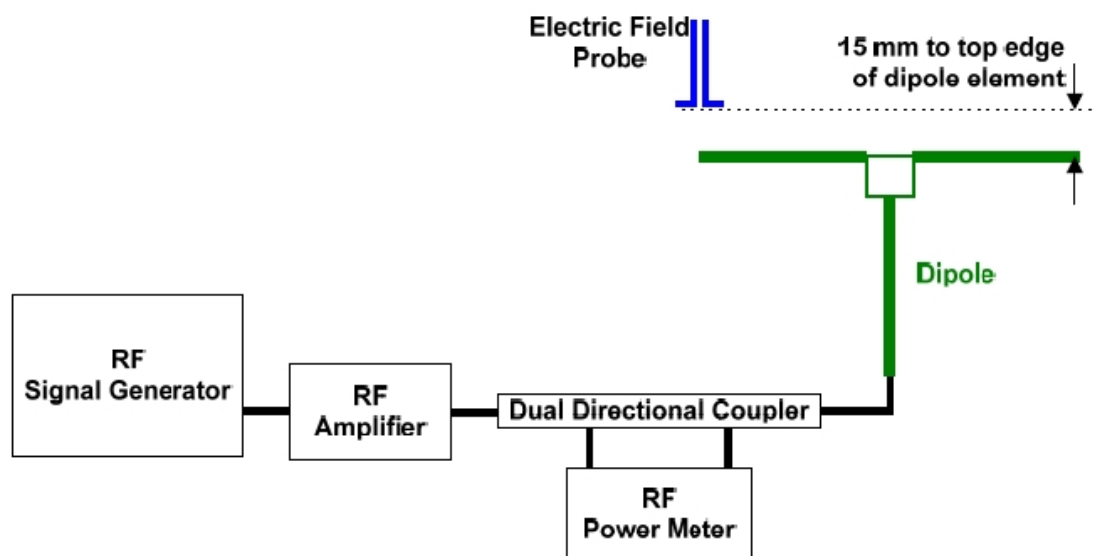 Electric Field
Probe
15 mm to top edge
of dipole element
Dipole
RF
Signal Generator
RF
Amplifier
Dual Directional Coupler
RF
Power Meter